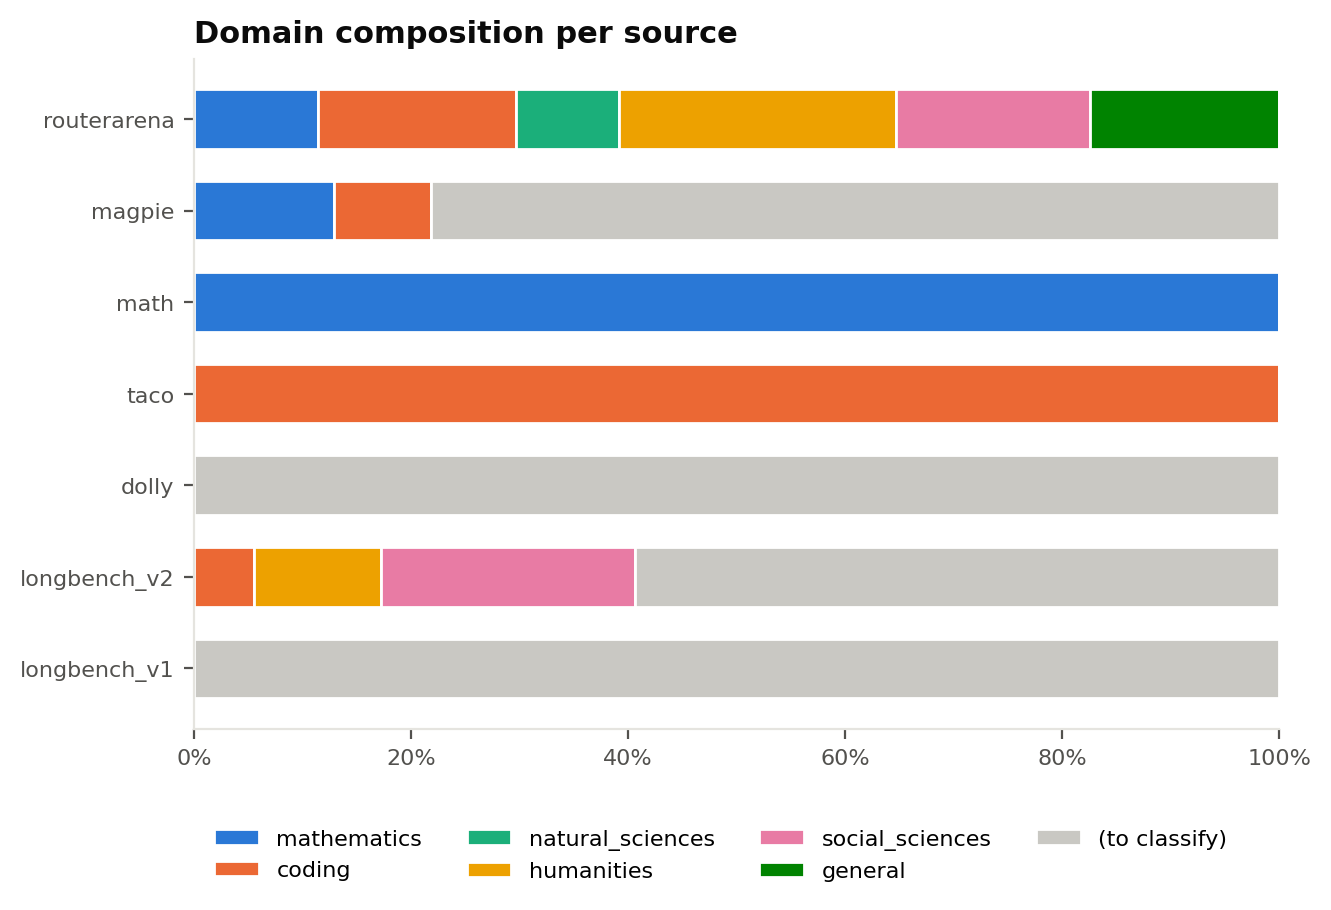 Domain composition per source
routerarena
magpie
math
taco
dolly
longbench_v2
longbench_v1
0% 20% 40% 60% 80% 100%
mathematics natural_sciences social_sciences (to classify)
coding humanities general